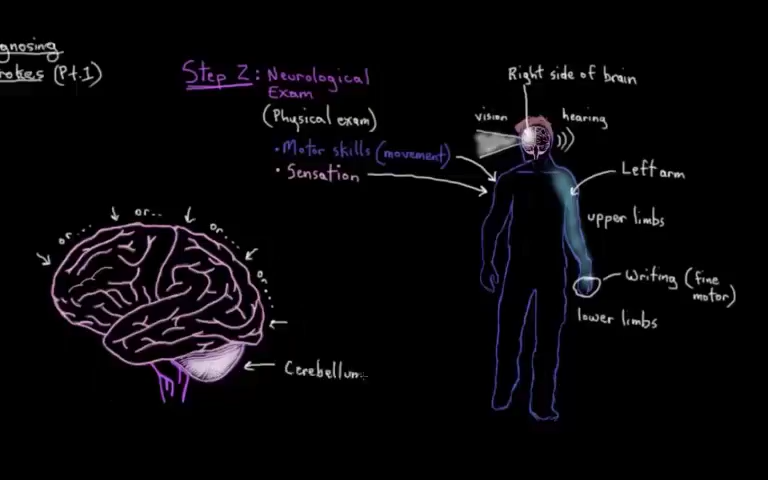 gnosing
rokes (Pt.1)
Step 2: Neurological
Exam
(Physical exam)
• Motor skills (movement)
• Sensation
Right side of brain
vision
hearing
Left arm
upper limbs
Writing (fine
motor)
lower limbs
or...
or...
or...
or...
or...
Cerebellum